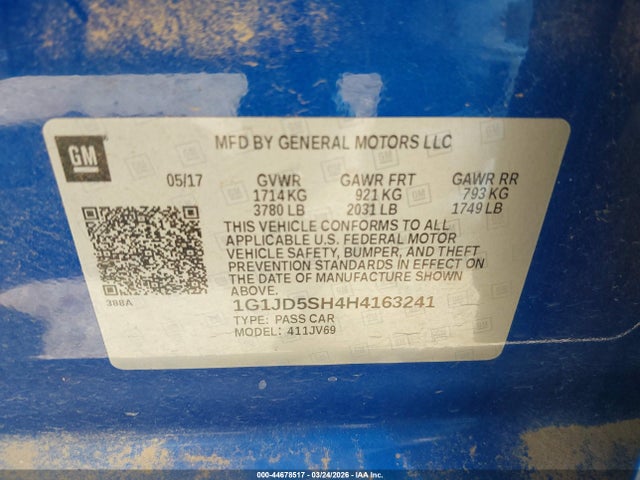 GM
MFD BY GENERAL MOTORS LLC
05/17 GVWR GAWR FRT GAWR RR
1714 KG 921 KG 793 KG
3780 LB 2031 LB 1749 LB
THIS VEHICLE CONFORMS TO ALL
APPLICABLE U.S. FEDERAL MOTOR
VEHICLE SAFETY, BUMPER, AND THEFT
PREVENTION STANDARDS IN EFFECT ON
THE DATE OF MANUFACTURE SHOWN
ABOVE.
388A
1G1JD5SH4H4163241
TYPE: PASS CAR
MODEL: 411JV69
000-44678517 - 03/24/2026 - IAA Inc.